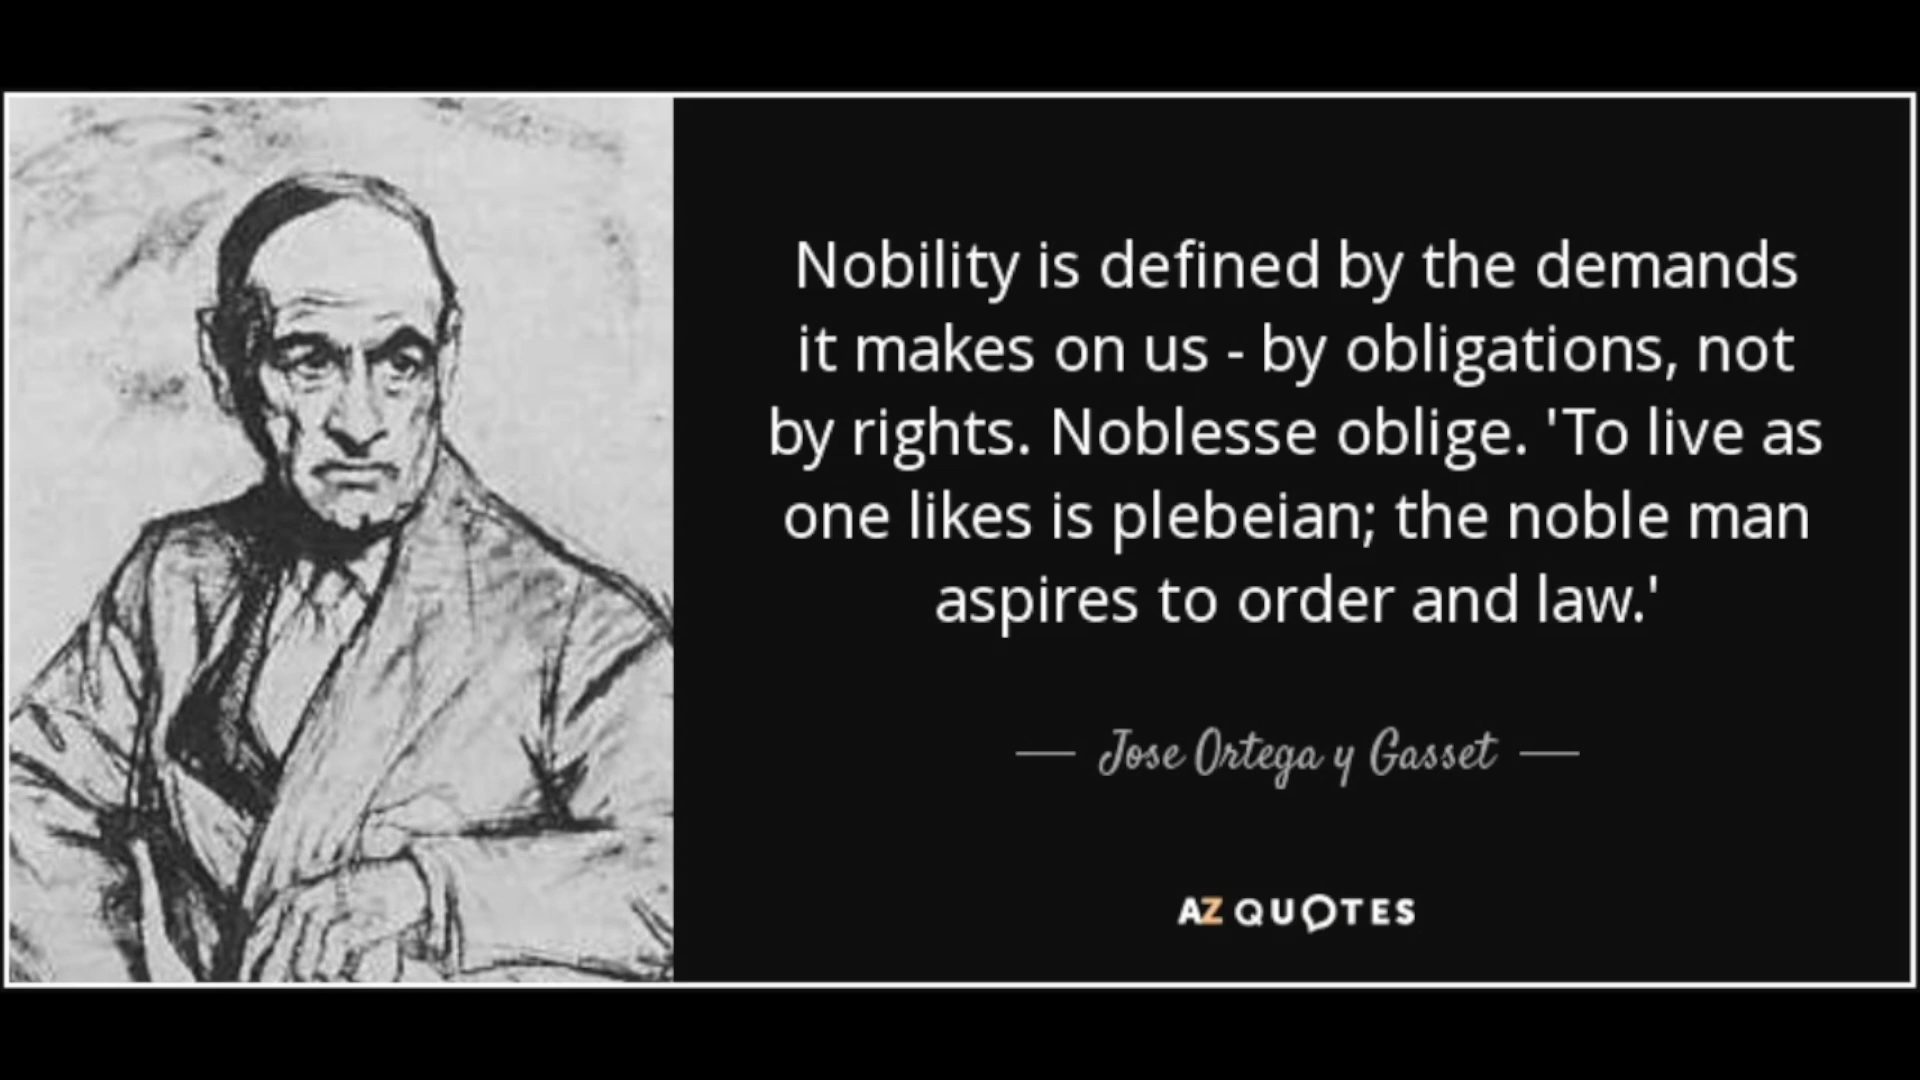 Nobility is defined by the demands
it makes on us - by obligations, not
by rights. Noblesse oblige. 'To live as
one likes is plebeian; the noble man
aspires to order and law.'
Jose Ortega y Gasset
AZ QUOTES